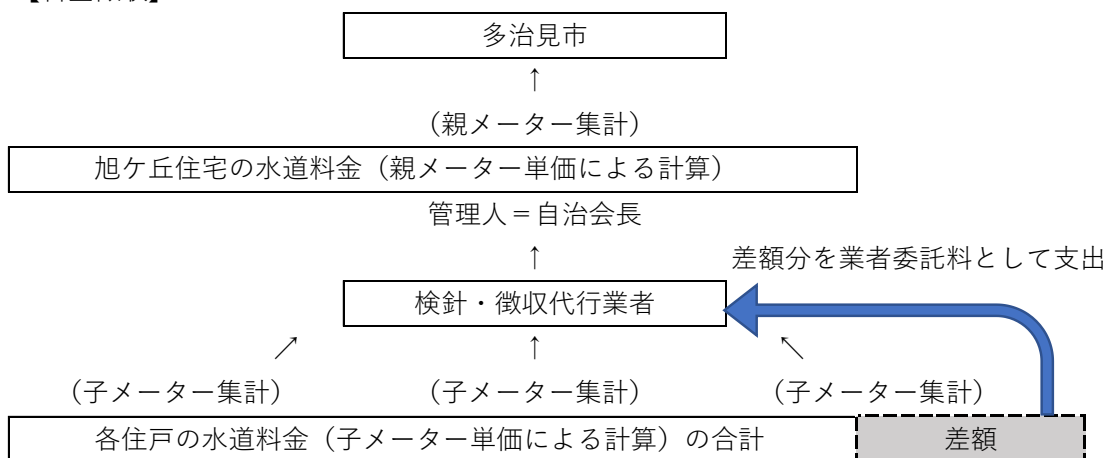 多治見市
↑
(親メーター集計)
旭ケ丘住宅の水道料金（親メーター単価による計算）
管理人＝自治会長
↑
差額分を業者委託料として支出
検針・徴収代行業者
↗ ↑ ↖
(子メーター集計) (子メーター集計) (子メーター集計)
各住戸の水道料金（子メーター単価による計算）の合計 差額